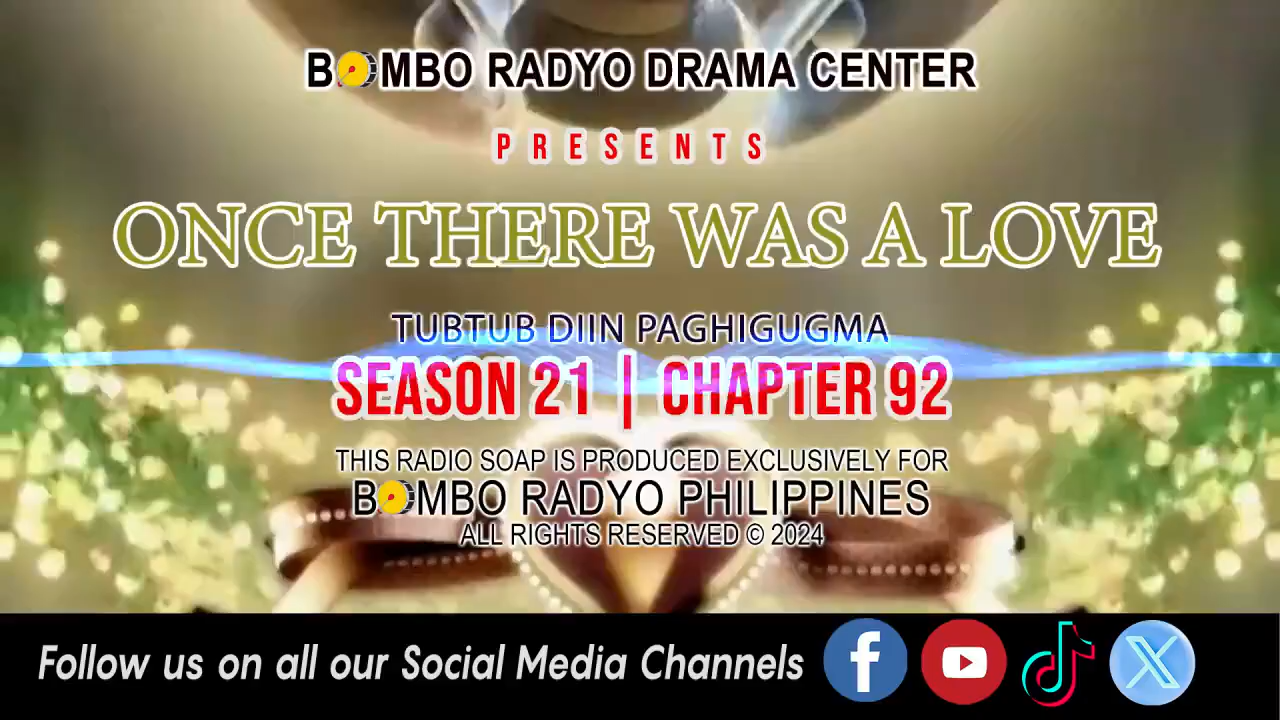 BOMBO RADYO DRAMA CENTER
PRESENTS
ONCE THERE WAS A LOVE
TUBTUB DIIN PAGHIGUGMA
SEASON 21 | CHAPTER 92
THIS RADIO SOAP IS PRODUCED EXCLUSIVELY FOR
BOMBO RADYO PHILIPPINES
ALL RIGHTS RESERVED © 2024
Follow us on all our Social Media Channels